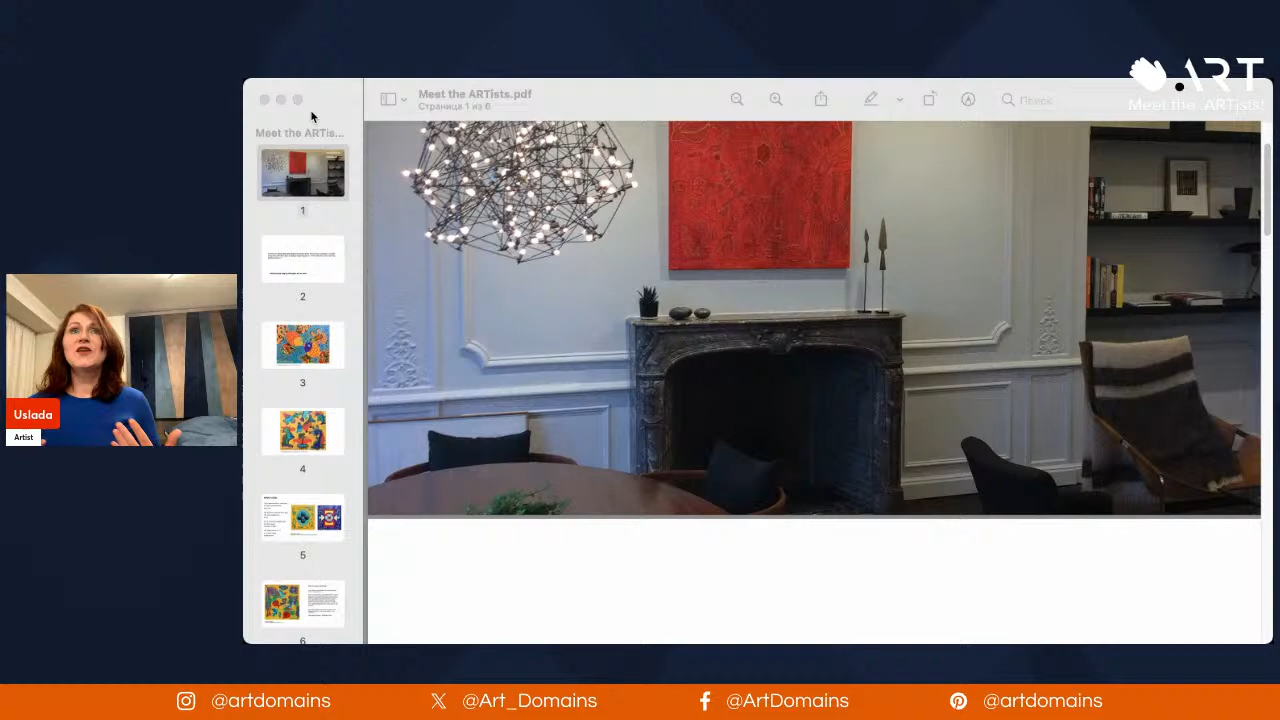 .ART
Meet the .ARTists!
Meet the ARTists.pdf
Страница 1 из 6
Поиск
Meet the ARTis...
1
2
3
4
5
6
Uslada
Artist
@artdomains
@Art_Domains
@ArtDomains
@artdomains